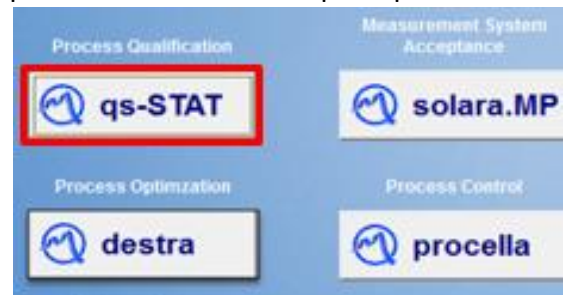 Process Qualification
Measurement System
Acceptance
qs-STAT
solara.MP
Process Optimzation
Process Control
destra
procella